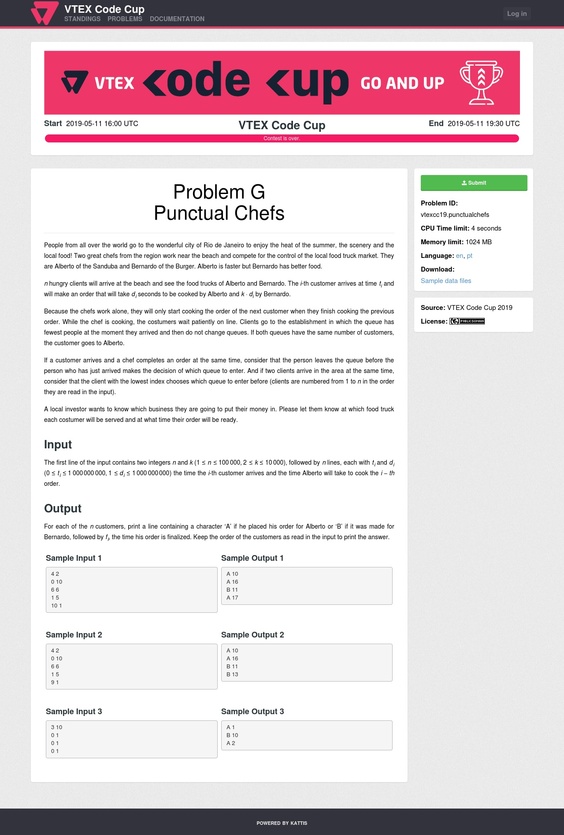 VTEX Code Cup
STANDINGS PROBLEMS DOCUMENTATION
Log in
VTEX <ode <up GO AND UP
Start 2019-05-11 16:00 UTC
VTEX Code Cup
End 2019-05-11 19:30 UTC
Contest is over.
Problem G
Punctual Chefs
People from all over the world go to the wonderful city of Rio de Janeiro to enjoy the heat of the summer, the scenery and the
local food! Two great chefs from the region work near the beach and compete for the control of the local food truck market. They
are Alberto of the Sanduba and Bernardo of the Burger. Alberto is faster but Bernardo has better food.
n hungry clients will arrive at the beach and see the food trucks of Alberto and Bernardo. The i-th customer arrives at time t_i and
will make an order that will take d_i seconds to be cooked by Alberto and k · d_i by Bernardo.
Because the chefs work alone, they will only start cooking the order of the next customer when they finish cooking the previous
order. While the chef is cooking, the costumers wait patiently on line. Clients go to the establishment in which the queue has
fewest people at the moment they arrived and then do not change queues. If both queues have the same number of customers,
the customer goes to Alberto.
If a customer arrives and a chef completes an order at the same time, consider that the person leaves the queue before the
person who has just arrived makes the decision of which queue to enter. And if two clients arrive in the area at the same time,
consider that the client with the lowest index chooses which queue to enter before (clients are numbered from 1 to n in the order
they are read in the input).
A local investor wants to know which business they are going to put their money in. Please let them know at which food truck
each costumer will be served and at what time their order will be ready.
Input
The first line of the input contains two integers n and k (1 ≤ n ≤ 100 000, 2 ≤ k ≤ 10 000), followed by n lines, each with t_i and d_i
(0 ≤ t_i ≤ 1 000 000 000, 1 ≤ d_i ≤ 1 000 000 000) the time the i-th customer arrives and the time Alberto will take to cook the i − th
order.
Output
For each of the n customers, print a line containing a character 'A' if he placed his order for Alberto or 'B' if it was made for
Bernardo, followed by f_i, the time his order is finalized. Keep the order of the customers as read in the input to print the answer.
Sample Input 1
4 2
0 10
6 6
1 5
10 1
Sample Output 1
A 10
A 16
B 11
A 17
Sample Input 2
4 2
0 10
6 6
1 5
9 1
Sample Output 2
A 10
A 16
B 11
B 13
Sample Input 3
3 10
0 1
0 1
0 1
Sample Output 3
A 1
B 10
A 2
Submit
Problem ID:
vtexcc19.punctualchefs
CPU Time limit: 4 seconds
Memory limit: 1024 MB
Language: en, pt
Download:
Sample data files
Source: VTEX Code Cup 2019
License:
POWERED BY KATTIS